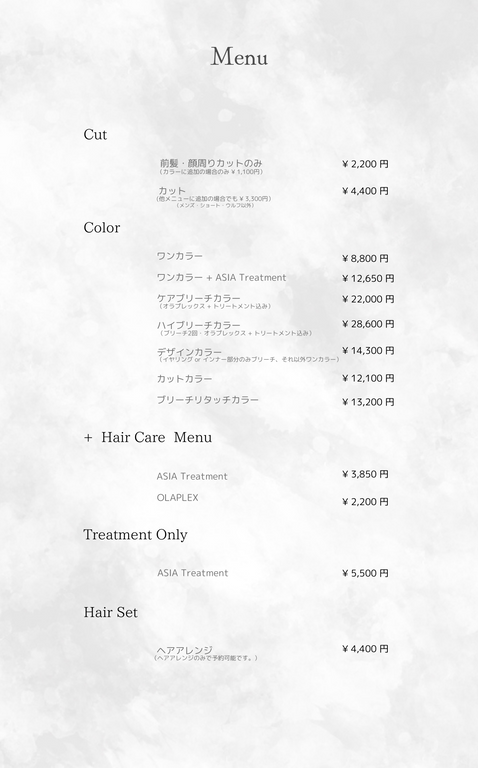 Menu
Cut
前髪・顔周りカットのみ ¥ 2,200 円
（カラーに追加の場合のみ ¥ 1,100円）
カット ¥ 4,400 円
（他メニューに追加の場合でも ¥ 3,300円）
（メンズ・ショート・ウルフ以外）
Color
ワンカラー ¥ 8,800 円
ワンカラー + ASIA Treatment ¥ 12,650 円
ケアブリーチカラー ¥ 22,000 円
（オラプレックス + トリートメント込み）
ハイブリーチカラー ¥ 28,600 円
（ブリーチ2回・オラプレックス + トリートメント込み）
デザインカラー ¥ 14,300 円
（イヤリング or インナー部分のみブリーチ、それ以外ワンカラー）
カットカラー ¥ 12,100 円
ブリーチリタッチカラー ¥ 13,200 円
+ Hair Care Menu
ASIA Treatment ¥ 3,850 円
OLAPLEX ¥ 2,200 円
Treatment Only
ASIA Treatment ¥ 5,500 円
Hair Set
ヘアアレンジ ¥ 4,400 円
（ヘアアレンジのみで予約可能です。）